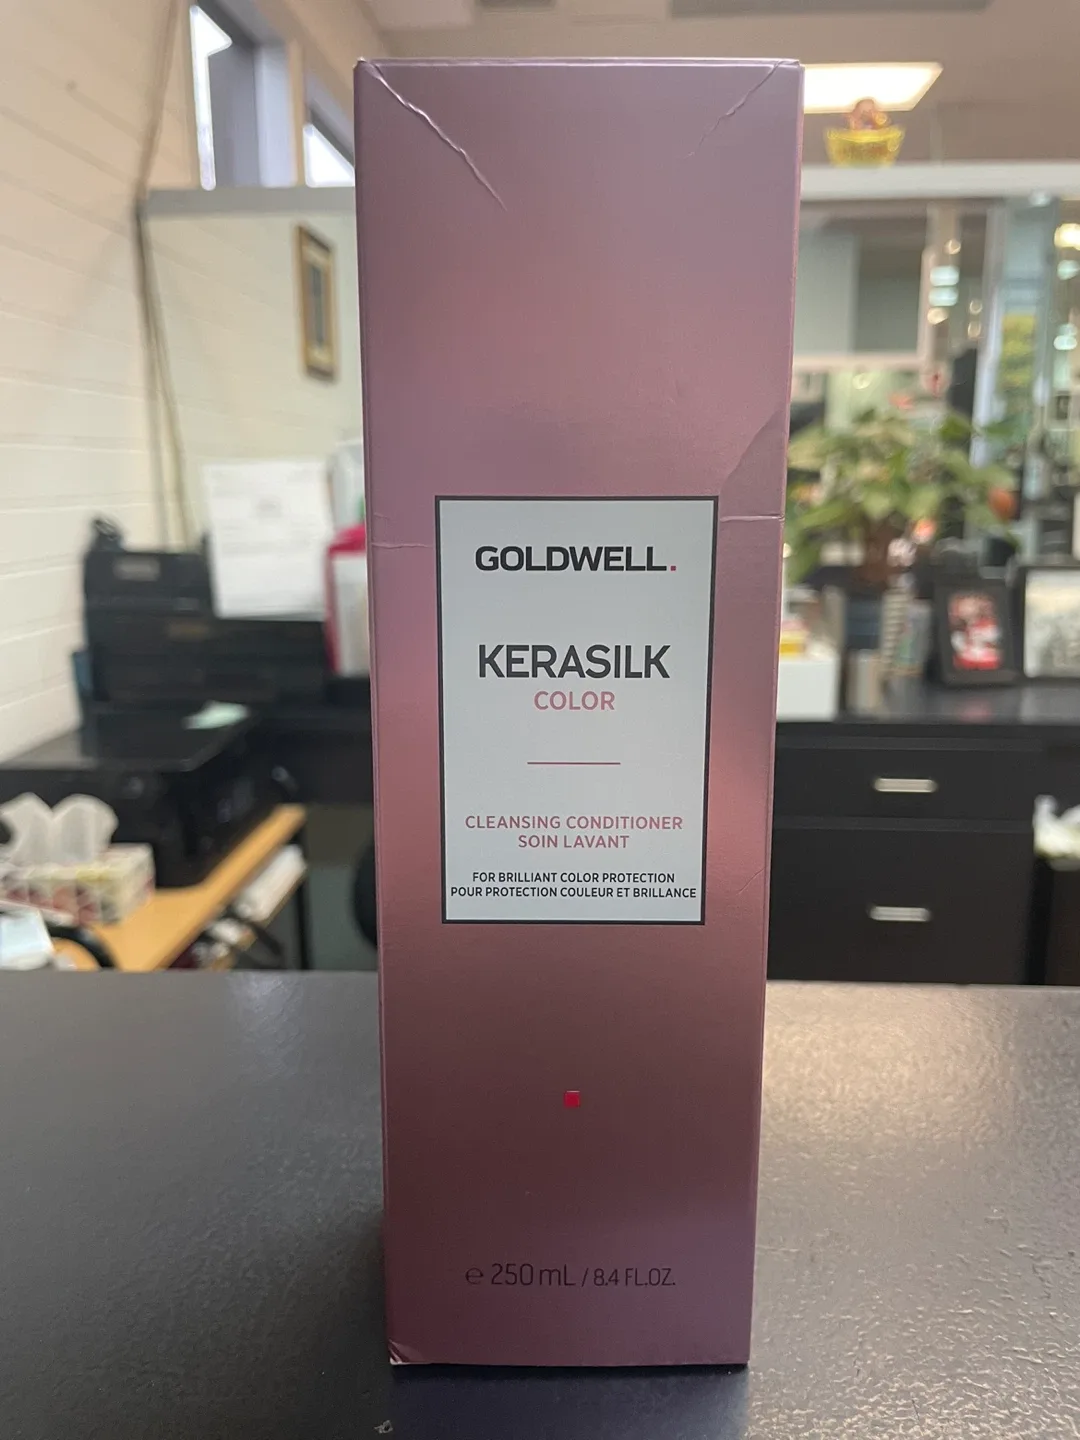 GOLDWELL.
KERASILK
COLOR
CLEANSING CONDITIONER
SOIN LAVANT
FOR BRILLIANT COLOR PROTECTION
POUR PROTECTION COULEUR ET BRILLANCE
℮ 250 mL / 8.4 FL.OZ.